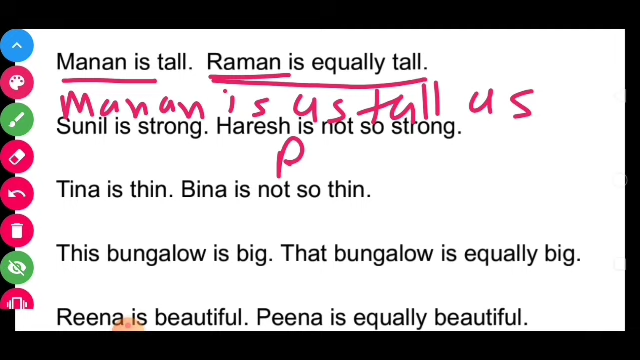 Manan is tall.  Raman is equally tall.
Manan is as tall as
Sunil is strong. Haresh is not so strong.
R
Tina is thin. Bina is not so thin.
This bungalow is big. That bungalow is equally big.
Reena is beautiful. Peena is equally beautiful.